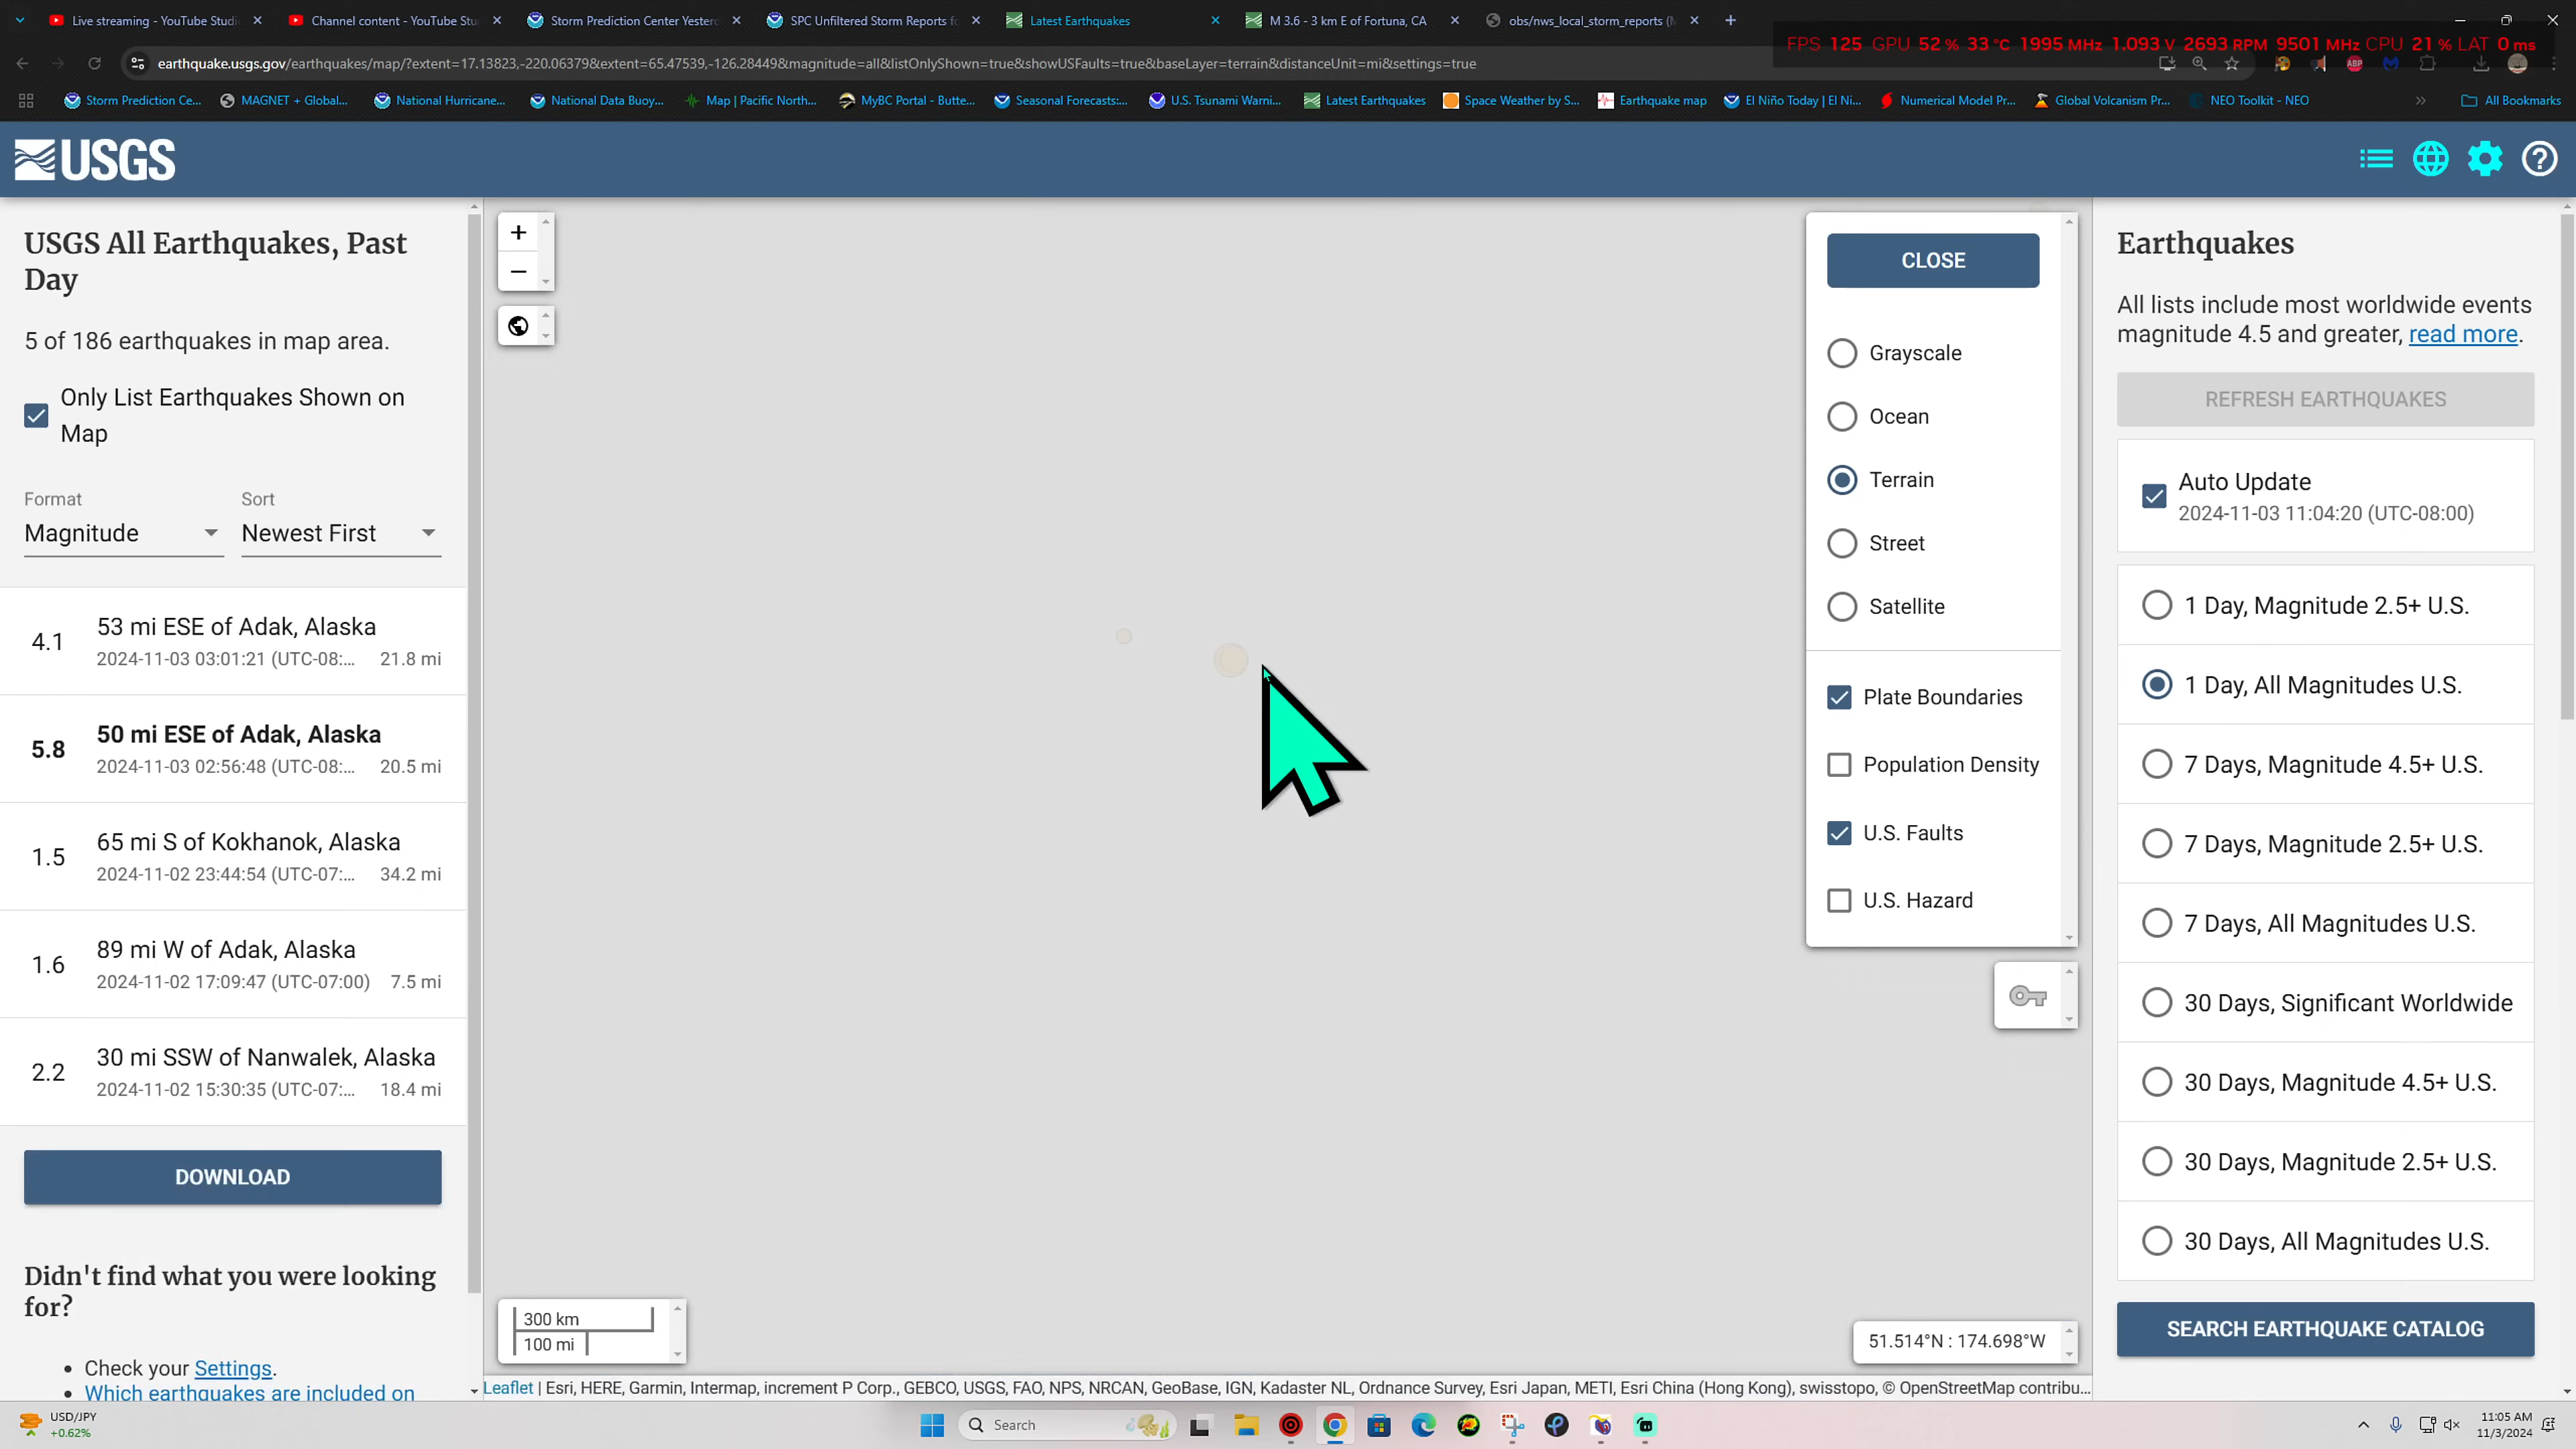 Live streaming - YouTube Studi
Channel content - YouTube Stu
Storm Prediction Center Yester
SPC Unfiltered Storm Reports fo
Latest Earthquakes
M 3.6 - 3 km E of Fortuna, CA
obs/nws_local_storm_reports (M
FPS 125 GPU 52 % 33 °C 1995 MHz 1.093 V 2693 RPM 9501 MHz CPU 21 % LAT 0 ms
earthquake.usgs.gov/earthquakes/map/?extent=17.13823,-220.06379&extent=65.47539,-126.28449&magnitude=all&listOnlyShown=true&showUSFaults=true&baseLayer=terrain&distanceUnit=mi&settings=true
ABP
Storm Prediction Ce...
MAGNET + Global...
National Hurricane...
National Data Buoy...
Map | Pacific North...
MyBC Portal - Butte...
Seasonal Forecasts:...
U.S. Tsunami Warni...
Latest Earthquakes
Space Weather by S...
Earthquake map
El Niño Today | El Ni...
Numerical Model Pr...
Global Volcanism Pr...
NEO Toolkit - NEO
All Bookmarks
USGS
USGS All Earthquakes, Past
Day
5 of 186 earthquakes in map area.
Only List Earthquakes Shown on
Map
Format
Sort
Magnitude
Newest First
4.1
53 mi ESE of Adak, Alaska
2024-11-03 03:01:21 (UTC-08:...
21.8 mi
5.8
50 mi ESE of Adak, Alaska
2024-11-03 02:56:48 (UTC-08:...
20.5 mi
1.5
65 mi S of Kokhanok, Alaska
2024-11-02 23:44:54 (UTC-07:...
34.2 mi
1.6
89 mi W of Adak, Alaska
2024-11-02 17:09:47 (UTC-07:00)
7.5 mi
2.2
30 mi SSW of Nanwalek, Alaska
2024-11-02 15:30:35 (UTC-07:...
18.4 mi
DOWNLOAD
Didn't find what you were looking
for?
• Check your Settings.
• Which earthquakes are included on
+
−
300 km
100 mi
CLOSE
Grayscale
Ocean
Terrain
Street
Satellite
Plate Boundaries
Population Density
U.S. Faults
U.S. Hazard
51.514°N : 174.698°W
Leaflet | Esri, HERE, Garmin, Intermap, increment P Corp., GEBCO, USGS, FAO, NPS, NRCAN, GeoBase, IGN, Kadaster NL, Ordnance Survey, Esri Japan, METI, Esri China (Hong Kong), swisstopo, © OpenStreetMap contribu...
Earthquakes
All lists include most worldwide events
magnitude 4.5 and greater, read more.
REFRESH EARTHQUAKES
Auto Update
2024-11-03 11:04:20 (UTC-08:00)
1 Day, Magnitude 2.5+ U.S.
1 Day, All Magnitudes U.S.
7 Days, Magnitude 4.5+ U.S.
7 Days, Magnitude 2.5+ U.S.
7 Days, All Magnitudes U.S.
30 Days, Significant Worldwide
30 Days, Magnitude 4.5+ U.S.
30 Days, Magnitude 2.5+ U.S.
30 Days, All Magnitudes U.S.
SEARCH EARTHQUAKE CATALOG
USD/JPY
+0.62%
Search
11:05 AM
11/3/2024